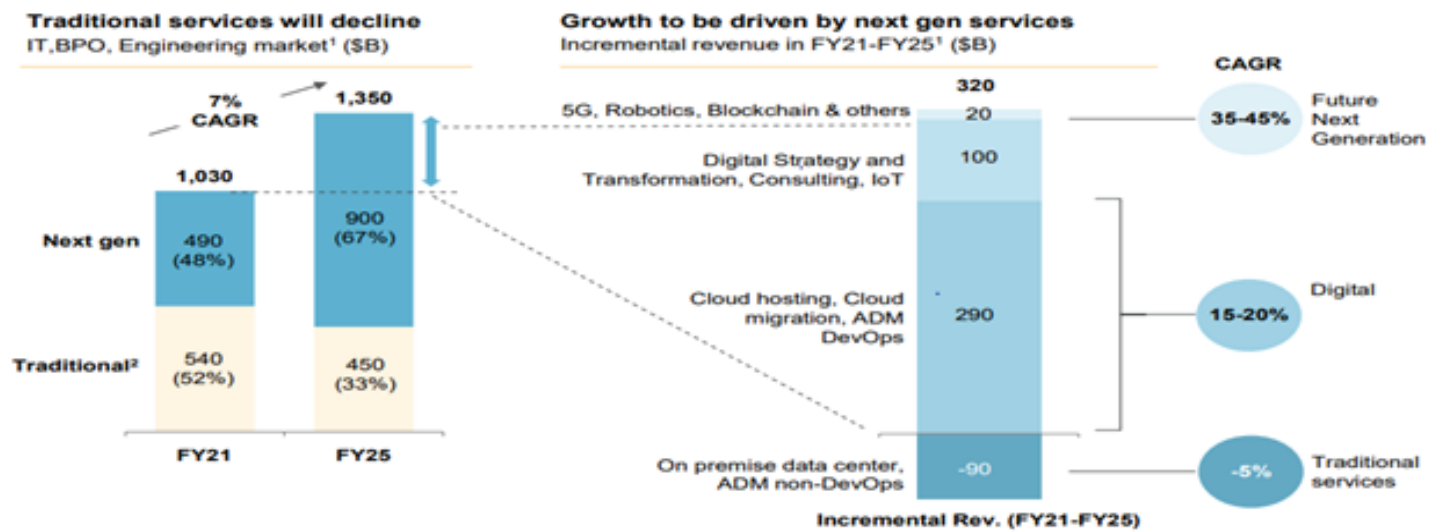 Traditional services will decline
IT,BPO, Engineering market¹ ($B)
7%
CAGR
1,350
1,030
Next gen
490
(48%)
900
(67%)
Traditional²
540
(52%)
450
(33%)
FY21
FY25
Growth to be driven by next gen services
Incremental revenue in FY21-FY25¹ ($B)
CAGR
320
5G, Robotics, Blockchain & others
20
35-45%
Future
Next
Generation
Digital Strategy and
Transformation, Consulting, IoT
100
Cloud hosting, Cloud
migration, ADM
DevOps
290
15-20%
Digital
On premise data center,
ADM non-DevOps
-90
-5%
Traditional
services
Incremental Rev. (FY21-FY25)